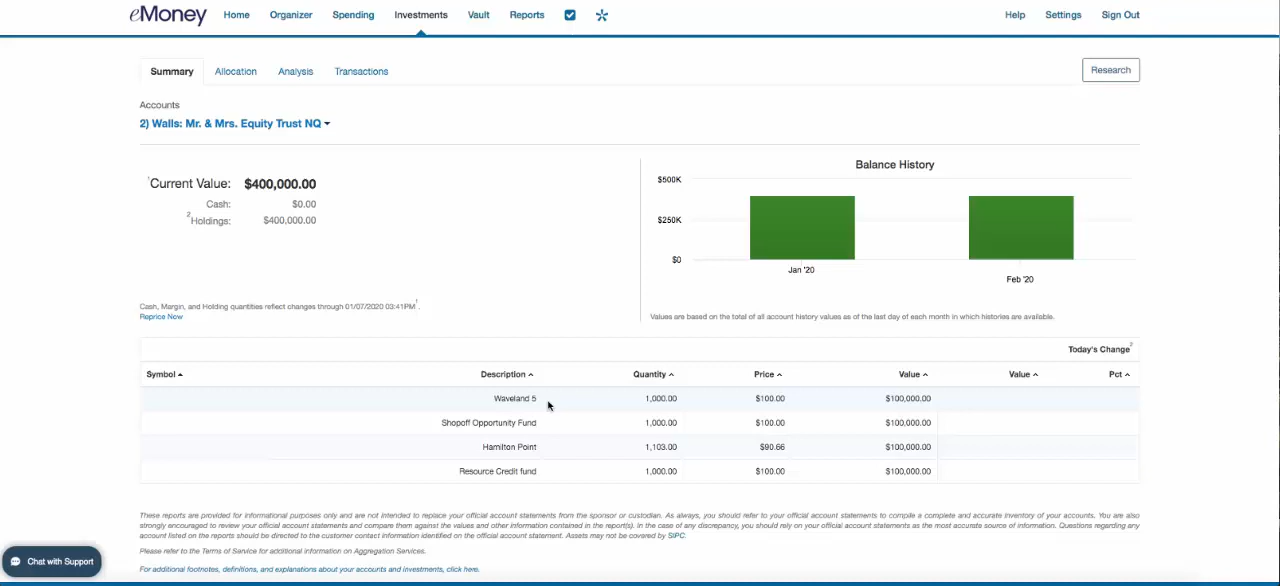 eMoney Home Organizer Spending Investments Vault Reports Help Settings Sign Out
Summary Allocation Analysis Transactions Research
Accounts
2) Walls: Mr. & Mrs. Equity Trust NQ
1Current Value: $400,000.00
Cash: $0.00
2Holdings: $400,000.00
Cash, Margin, and Holding quantities reflect changes through 01/07/2020 03:41PM1.
Reprice Now
Balance History
$500K
$250K
$0
Jan '20
Feb '20
Values are based on the total of all account history values as of the last day of each month in which histories are available.
Today's Change2
Symbol Description Quantity Price Value Value Pct
Waveland 5 1,000.00 $100.00 $100,000.00
Shopoff Opportunity Fund 1,000.00 $100.00 $100,000.00
Hamilton Point 1,103.00 $90.66 $100,000.00
Resource Credit fund 1,000.00 $100.00 $100,000.00
These reports are provided for informational purposes only and are not intended to replace your official account statements from the sponsor or custodian. As always, you should refer to your official account statements to compile a complete and accurate inventory of your accounts. You are also
strongly encouraged to review your official account statements and compare them against the values and other information contained in the report(s). In the case of any discrepancy, you should rely on your official account statements as the most accurate source of information. Questions regarding any
account listed on the reports should be directed to the customer contact information identified on the official account statement. Assets may not be covered by SIPC.
Please refer to the Terms of Service for additional information on Aggregation Services.
For additional footnotes, definitions, and explanations about your accounts and investments, click here.
Chat with Support